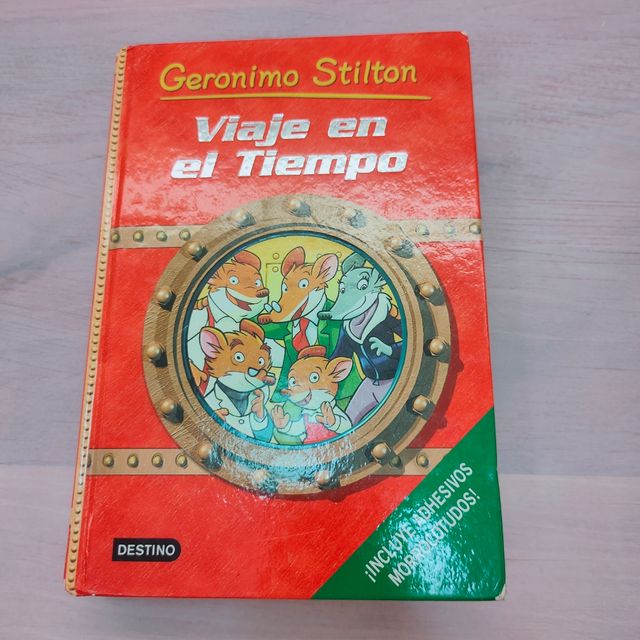 Geronimo Stilton
Viaje en
el Tiempo
DESTINO
¡INCLUYE ADHESIVOS
MORROCOTUDOS!